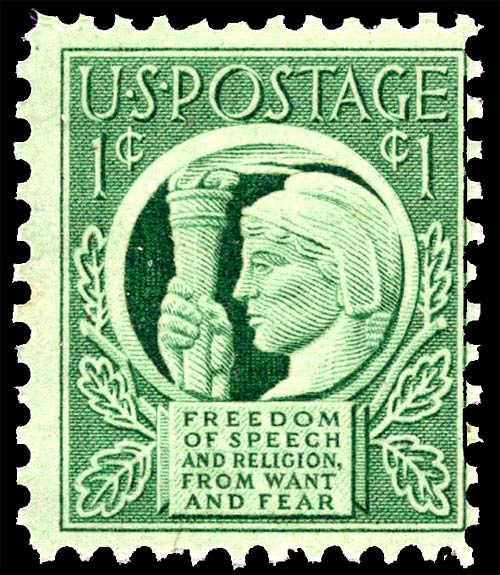 U·S·POSTAGE
1¢ ¢1
FREEDOM
OF SPEECH
AND RELIGION,
FROM WANT
AND FEAR